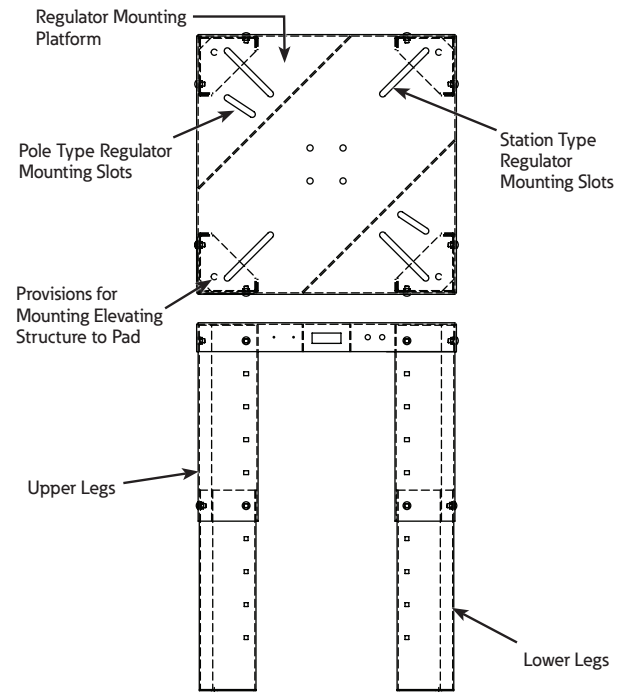 Regulator Mounting
Platform
Pole Type Regulator
Mounting Slots
Station Type
Regulator
Mounting Slots
Provisions for
Mounting Elevating
Structure to Pad
Upper Legs
Lower Legs